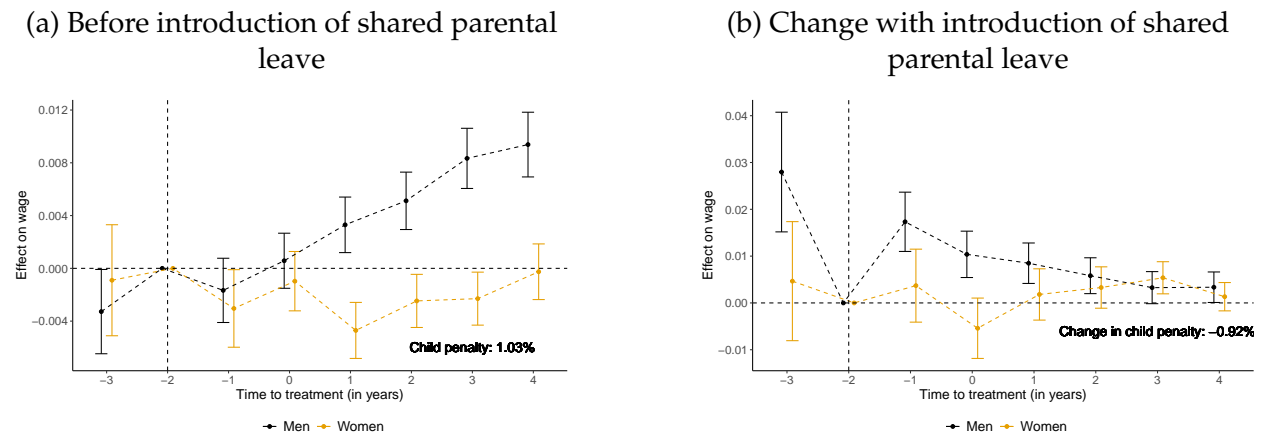 (a) Before introduction of shared parental
leave
0.012
0.008
0.004
0.000
−0.004
Effect on wage
Child penalty: 1.03%
−3 −2 −1 0 1 2 3 4
Time to treatment (in years)
Men Women
(b) Change with introduction of shared
parental leave
0.04
0.03
0.02
0.01
0.00
−0.01
Effect on wage
Change in child penalty: −0.92%
−3 −2 −1 0 1 2 3 4
Time to treatment (in years)
Men Women